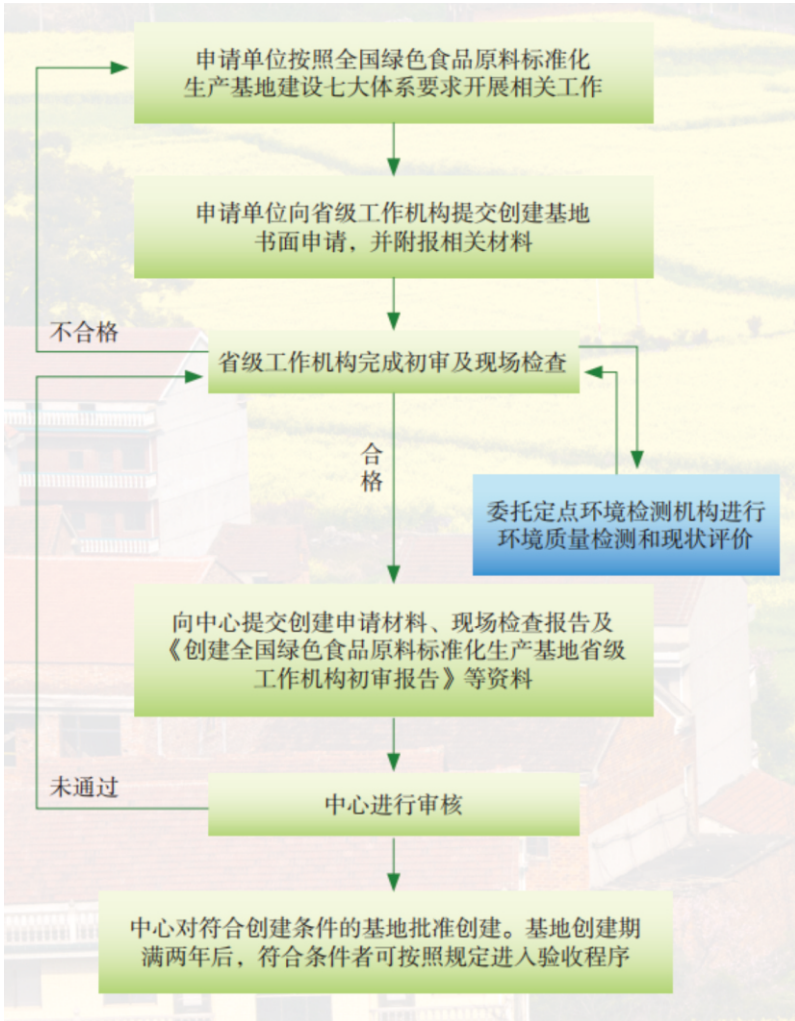 申请单位按照全国绿色食品原料标准化
生产基地建设七大体系要求开展相关工作
申请单位向省级工作机构提交创建基地
书面申请，并附报相关材料
不合格
省级工作机构完成初审及现场检查
合
格
委托定点环境检测机构进行
环境质量检测和现状评价
向中心提交创建申请材料、现场检查报告及
《创建全国绿色食品原料标准化生产基地省级
工作机构初审报告》等资料
未通过
中心进行审核
中心对符合创建条件的基地批准创建。基地创建期
满两年后，符合条件者可按照规定进入验收程序